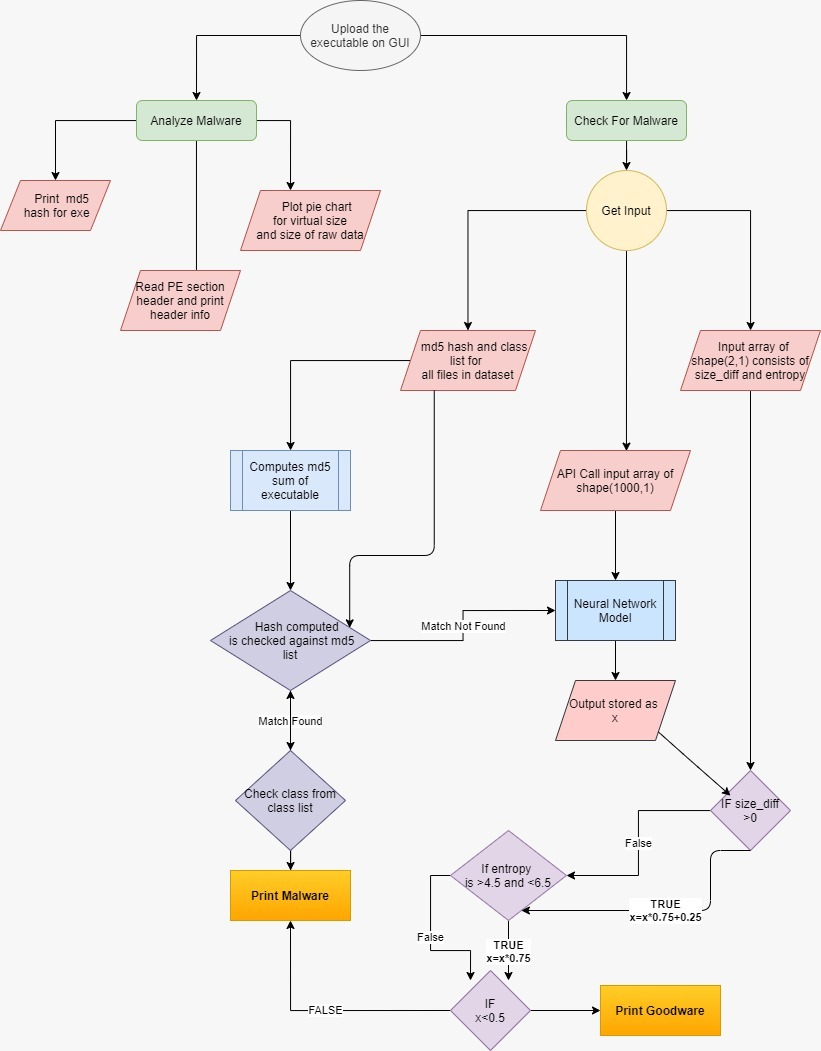 Upload the
executable on GUI
Analyze Malware
Check For Malware
Print md5
hash for exe
Plot pie chart
for virtual size
and size of raw data
Get Input
Read PE section
header and print
header info
md5 hash and class
list for
all files in dataset
Input array of
shape(2,1) consists of
size_diff and entropy
Computes md5
sum of
executable
API Call input array of
shape(1000,1)
Hash computed
is checked against md5
list
Match Not Found
Neural Network
Model
Output stored as
x
Match Found
Check class from
class list
IF size_diff
>0
False
If entropy
is >4.5 and <6.5
TRUE
x=x*0.75+0.25
Print Malware
False
TRUE
x=x*0.75
FALSE
IF
x<0.5
Print Goodware